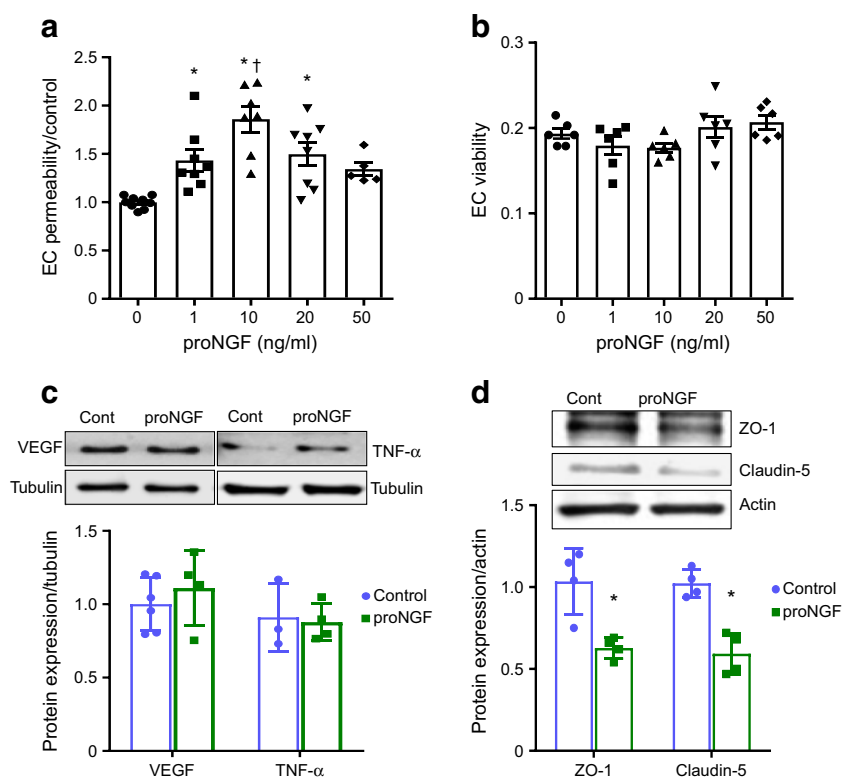 a
EC permeability/control
2.5
2.0
1.5
1.0
0.5
0
* * † *
0 1 10 20 50
proNGF (ng/ml)
b
EC viability
0.3
0.2
0.1
0
0 1 10 20 50
proNGF (ng/ml)
c
Cont proNGF Cont proNGF
VEGF TNF-α
Tubulin Tubulin
Protein expression/tubulin
1.5
1.0
0.5
0
Control
proNGF
VEGF TNF-α
d
Cont proNGF
ZO-1
Claudin-5
Actin
Protein expression/actin
1.5
1.0
0.5
0
* *
Control
proNGF
ZO-1 Claudin-5